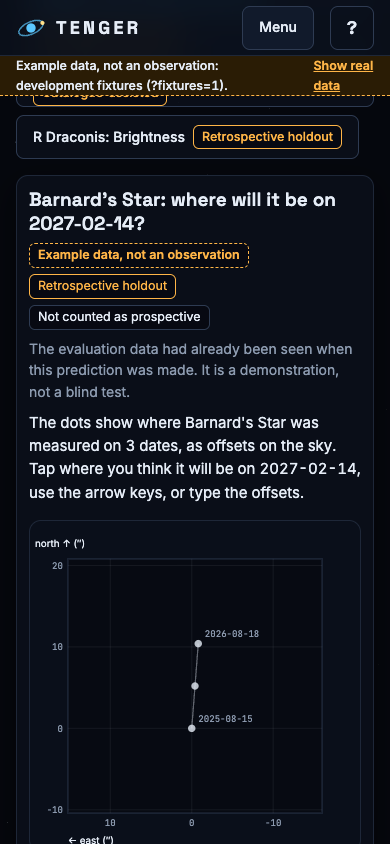 TENGER
Menu
?
Example data, not an observation: development fixtures (?fixtures=1).
Show real data
R Draconis: Brightness
Retrospective holdout
Barnard's Star: where will it be on 2027-02-14?
Example data, not an observation
Retrospective holdout
Not counted as prospective
The evaluation data had already been seen when
this prediction was made. It is a demonstration,
not a blind test.
The dots show where Barnard's Star was
measured on 3 dates, as offsets on the sky.
Tap where you think it will be on 2027-02-14,
use the arrow keys, or type the offsets.
north ↑ (″)
20
2026-08-18
10
2025-08-15
0
-10
10
0
-10
← east (″)